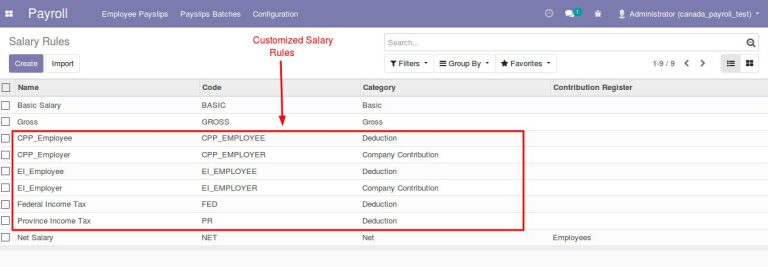 Payroll Employee Payslips Payslips Batches Configuration 1 Administrator (canada_payroll_test)
Salary Rules
Customized Salary
Rules
Search...
Create Import Filters Group By Favorites 1-9 / 9
Name Code Category Contribution Register
Basic Salary BASIC Basic
Gross GROSS Gross
CPP_Employee CPP_EMPLOYEE Deduction
CPP_Employer CPP_EMPLOYER Company Contribution
EI_Employee EI_EMPLOYEE Deduction
EI_Employer EI_EMPLOYER Company Contribution
Federal Income Tax FED Deduction
Province Income Tax PR Deduction
Net Salary NET Net Employees